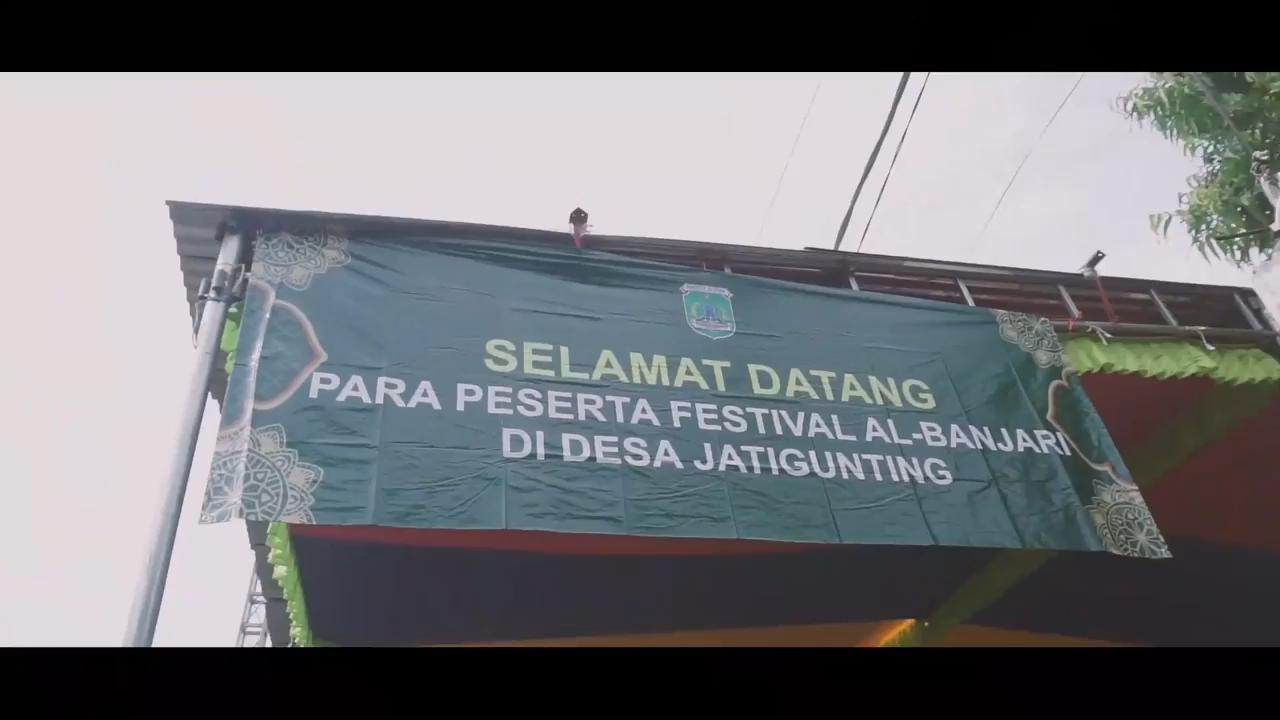 SELAMAT DATANG
PARA PESERTA FESTIVAL AL-BANJARI
DI DESA JATIGUNTING